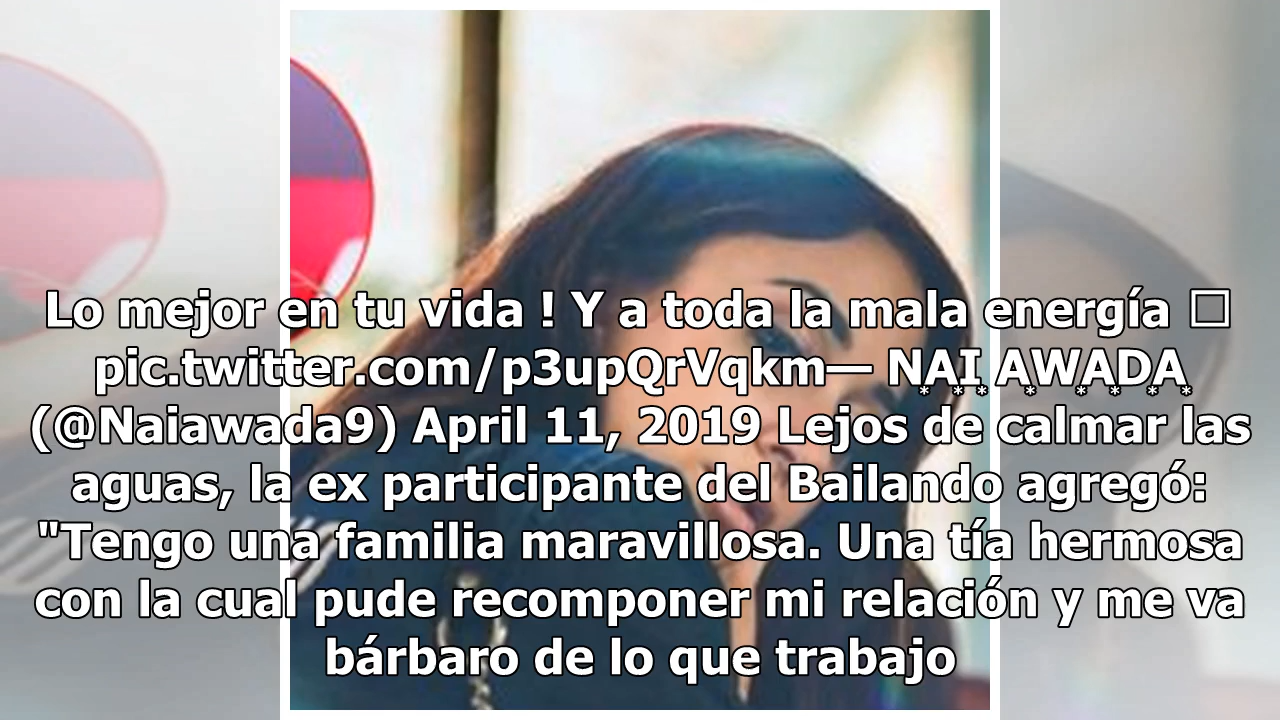 Lo mejor en tu vida ! Y a toda la mala energía □
pic.twitter.com/p3upQrVqkm— N͙A͙I͙ A͙W͙A͙D͙A͙
(@Naiawada9) April 11, 2019 Lejos de calmar las
aguas, la ex participante del Bailando agregó:
"Tengo una familia maravillosa. Una tía hermosa
con la cual pude recomponer mi relación y me va
bárbaro de lo que trabajo